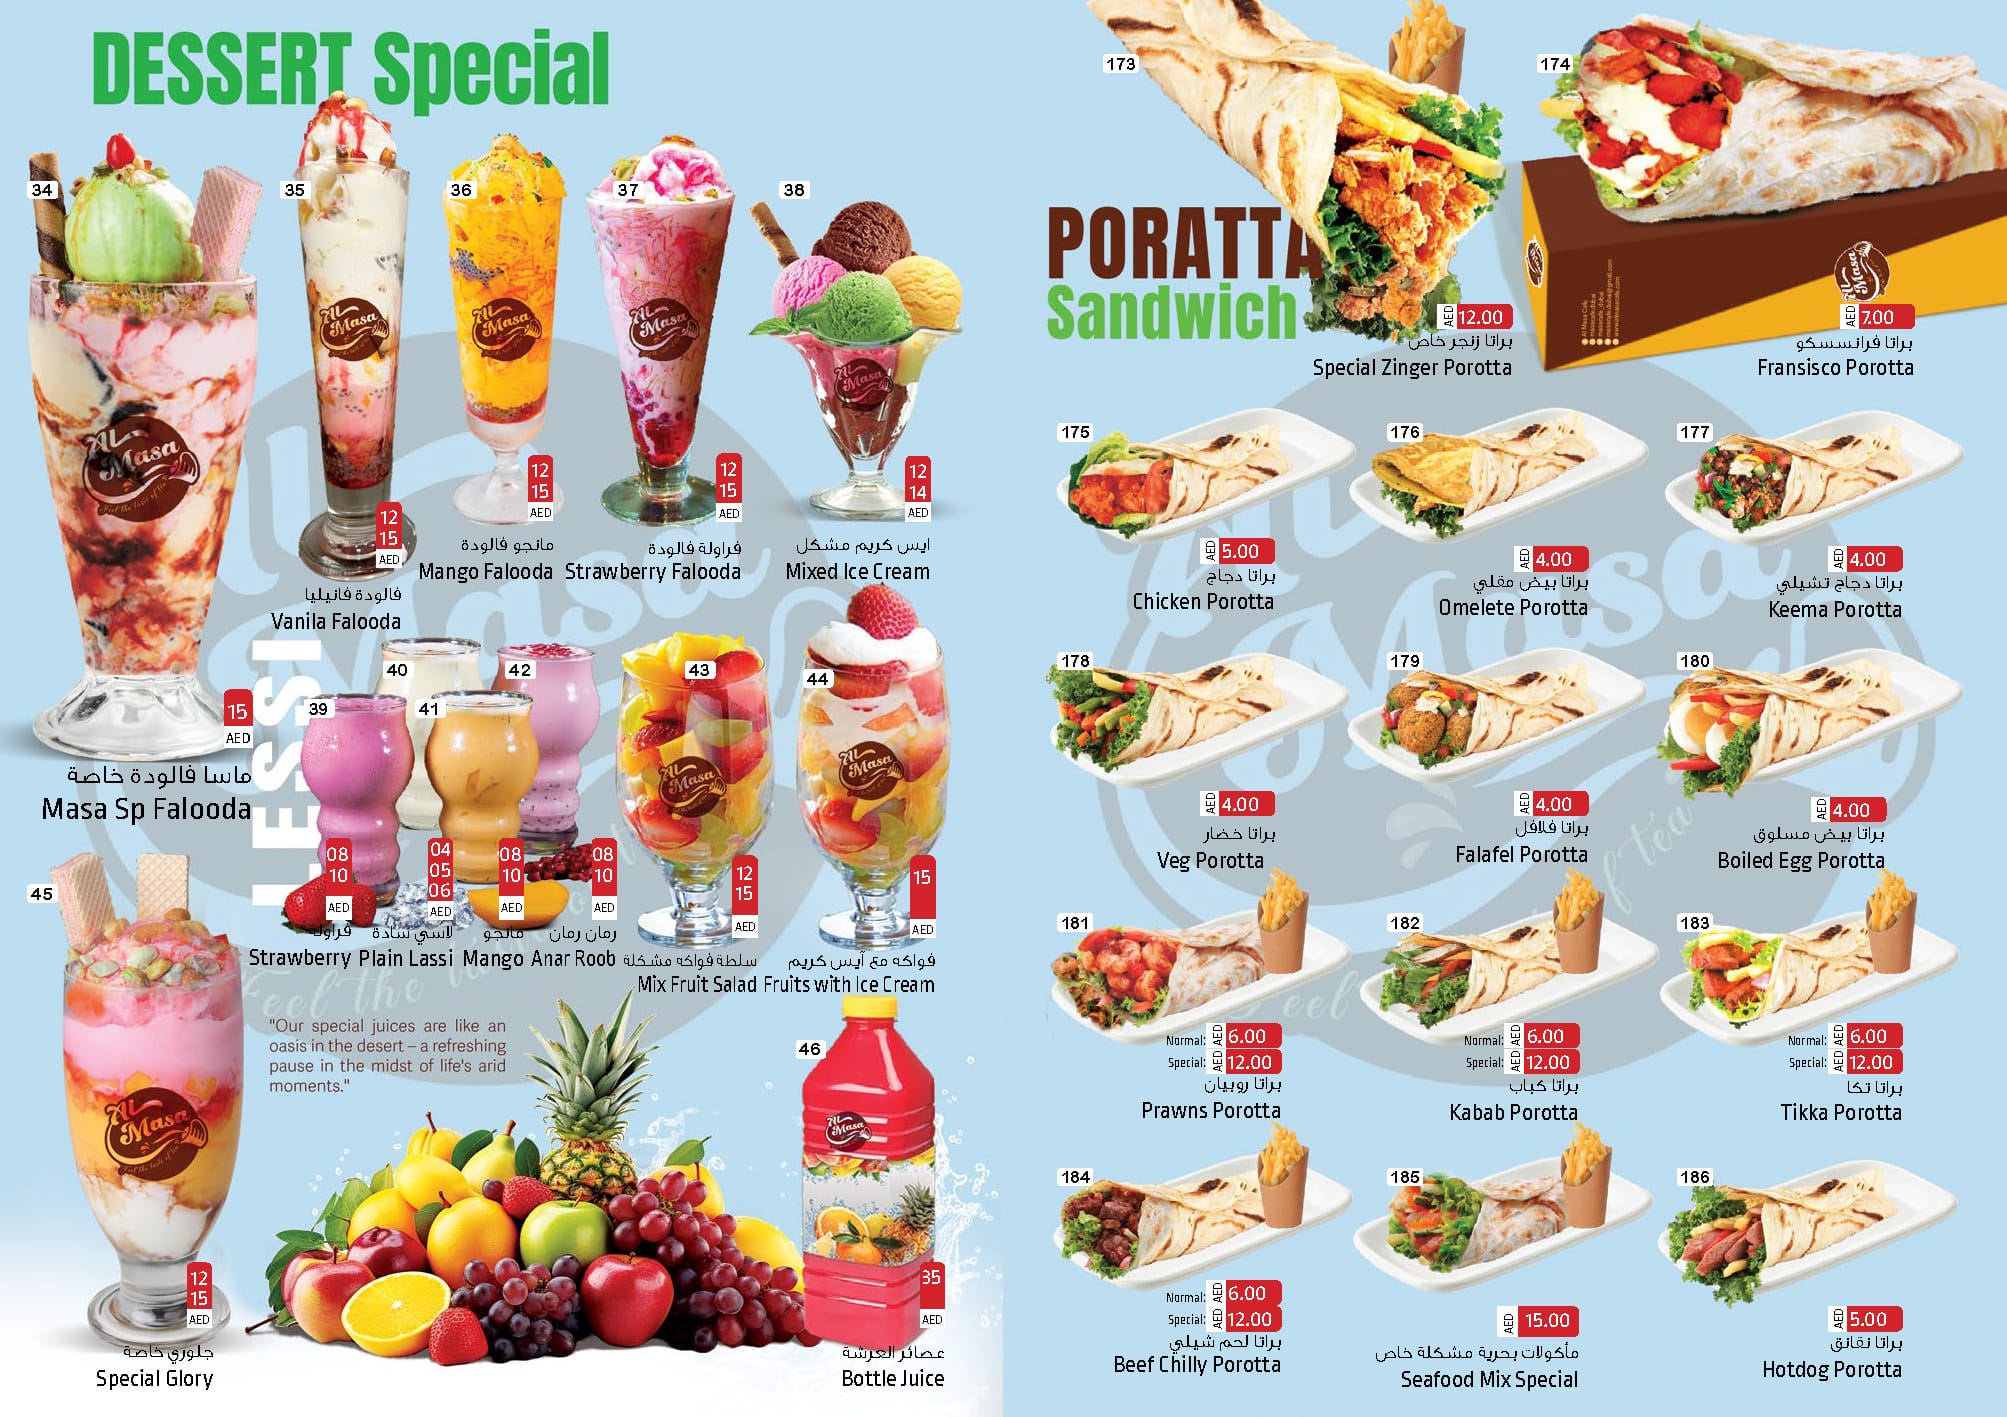 DESSERT Special
34
15
AED
ماسا فالودة خاصة
Masa Sp Falooda
35
12
15
AED
فالودة فانيليا
Vanila Falooda
36
12
15
AED
مانجو فالودة
Mango Falooda
37
12
15
AED
فراولة فالودة
Strawberry Falooda
38
12
14
AED
ايس كريم مشكل
Mixed Ice Cream
LESSI
39
08
10
AED
فراولة
Strawberry
40
04
05
06
AED
لاسي سادة
Plain Lassi
41
08
10
AED
مانجو
Mango
42
08
10
AED
رمان رمان
Anar Roob
43
12
15
AED
سلطة فواكه مشكلة
Mix Fruit Salad
44
15
AED
فواكه مع آيس كريم
Fruits with Ice Cream
45
12
15
AED
جلوري خاصة
Special Glory
"Our special juices are like an
oasis in the desert – a refreshing
pause in the midst of life's arid
moments."
46
35
AED
عصائر العرشة
Bottle Juice
Al Masa
Feel the taste of tea
PORATTA
Sandwich
173
AED 12.00
براتا زنجر خاص
Special Zinger Porotta
174
AED 7.00
براتا فرانسسكو
Fransisco Porotta
175
AED 5.00
براتا دجاج
Chicken Porotta
176
AED 4.00
براتا بيض مقلي
Omelete Porotta
177
AED 4.00
براتا دجاج تشيلي
Keema Porotta
178
AED 4.00
براتا خضار
Veg Porotta
179
AED 4.00
براتا فلافل
Falafel Porotta
180
AED 4.00
براتا بيض مسلوق
Boiled Egg Porotta
181
Normal: AED 6.00
Special: AED 12.00
براتا روبيان
Prawns Porotta
182
Normal: AED 6.00
Special: AED 12.00
براتا كباب
Kabab Porotta
183
Normal: AED 6.00
Special: AED 12.00
براتا تكا
Tikka Porotta
184
Normal: AED 6.00
Special: AED 12.00
براتا لحم شيلي
Beef Chilly Porotta
185
AED 15.00
مأكولات بحرية مشكلة خاص
Seafood Mix Special
186
AED 5.00
براتا نقانق
Hotdog Porotta